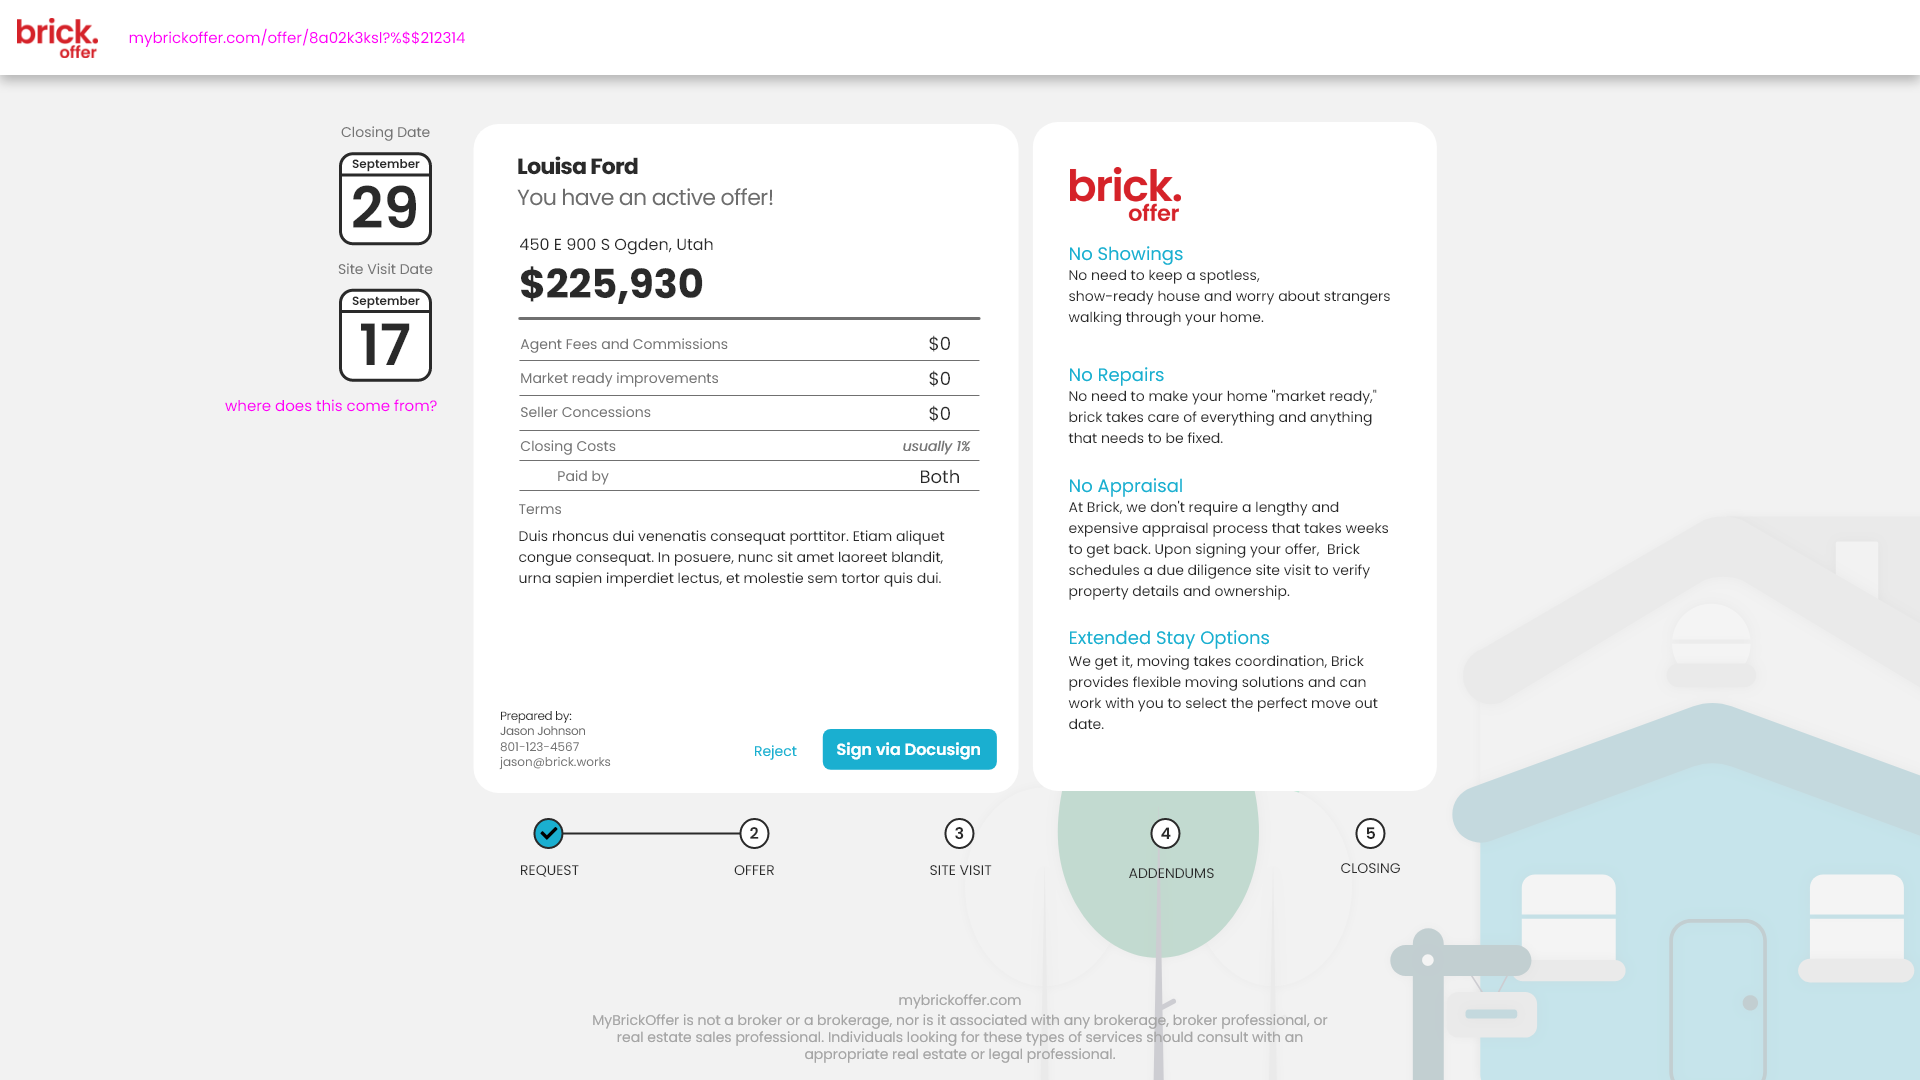 brick.
offer
mybrickoffer.com/offer/8a02k3ksl?%$$212314
Closing Date
September
29
Site Visit Date
September
17
where does this come from?
Louisa Ford
You have an active offer!
450 E 900 S Ogden, Utah
$225,930
Agent Fees and Commissions $0
Market ready improvements $0
Seller Concessions $0
Closing Costs usually 1%
Paid by Both
Terms
Duis rhoncus dui venenatis consequat porttitor. Etiam aliquet
congue consequat. In posuere, nunc sit amet laoreet blandit,
urna sapien imperdiet lectus, et molestie sem tortor quis dui.
Prepared by:
Jason Johnson
801-123-4567
jason@brick.works
Reject
Sign via Docusign
brick.
offer
No Showings
No need to keep a spotless,
show-ready house and worry about strangers
walking through your home.
No Repairs
No need to make your home "market ready,"
brick takes care of everything and anything
that needs to be fixed.
No Appraisal
At Brick, we don't require a lengthy and
expensive appraisal process that takes weeks
to get back. Upon signing your offer, Brick
schedules a due diligence site visit to verify
property details and ownership.
Extended Stay Options
We get it, moving takes coordination, Brick
provides flexible moving solutions and can
work with you to select the perfect move out
date.
2 3 4 5
REQUEST OFFER SITE VISIT ADDENDUMS CLOSING
mybrickoffer.com
MyBrickOffer is not a broker or a brokerage, nor is it associated with any brokerage, broker professional, or
real estate sales professional. Individuals looking for these types of services should consult with an
appropriate real estate or legal professional.